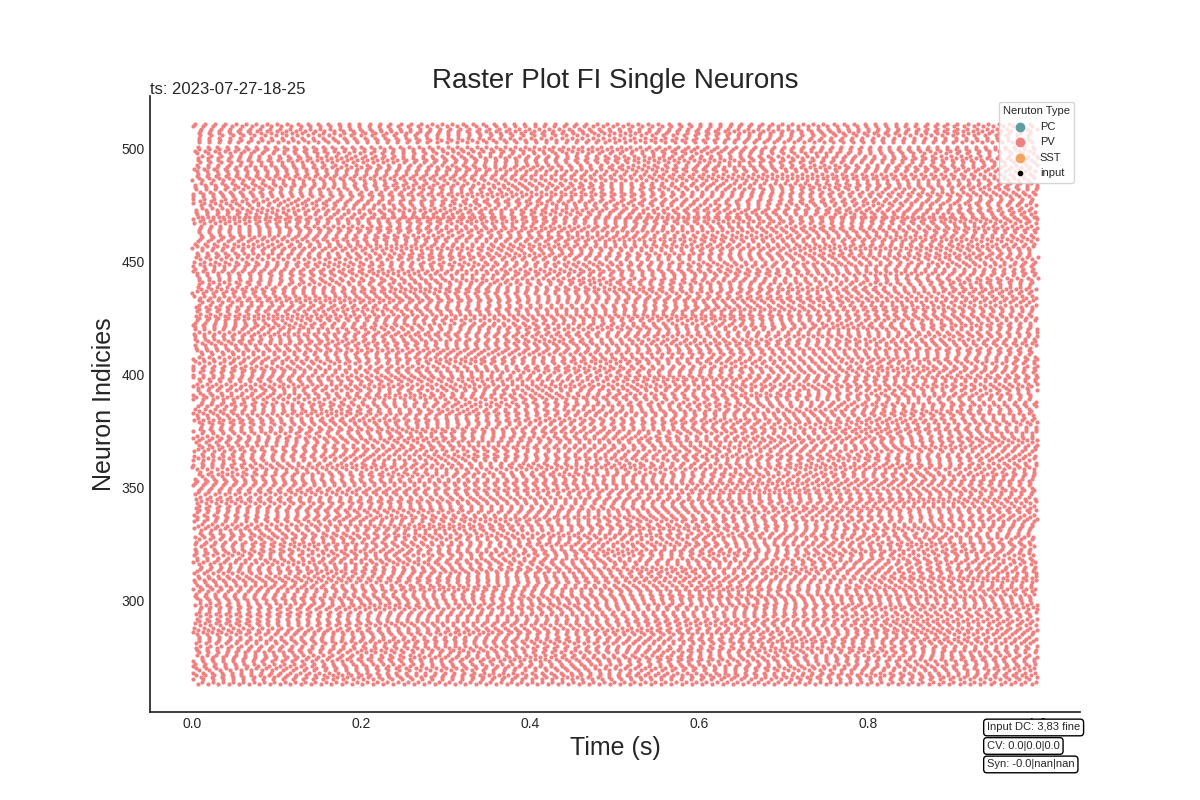 Raster Plot FI Single Neurons
ts: 2023-07-27-18-25
Neruton Type
PC
PV
SST
input
500
450
400
350
300
Neuron Indicies
0.0
0.2
0.4
0.6
0.8
Time (s)
Input DC: 3,83 fine
CV: 0.0|0.0|0.0
Syn: -0.0|nan|nan